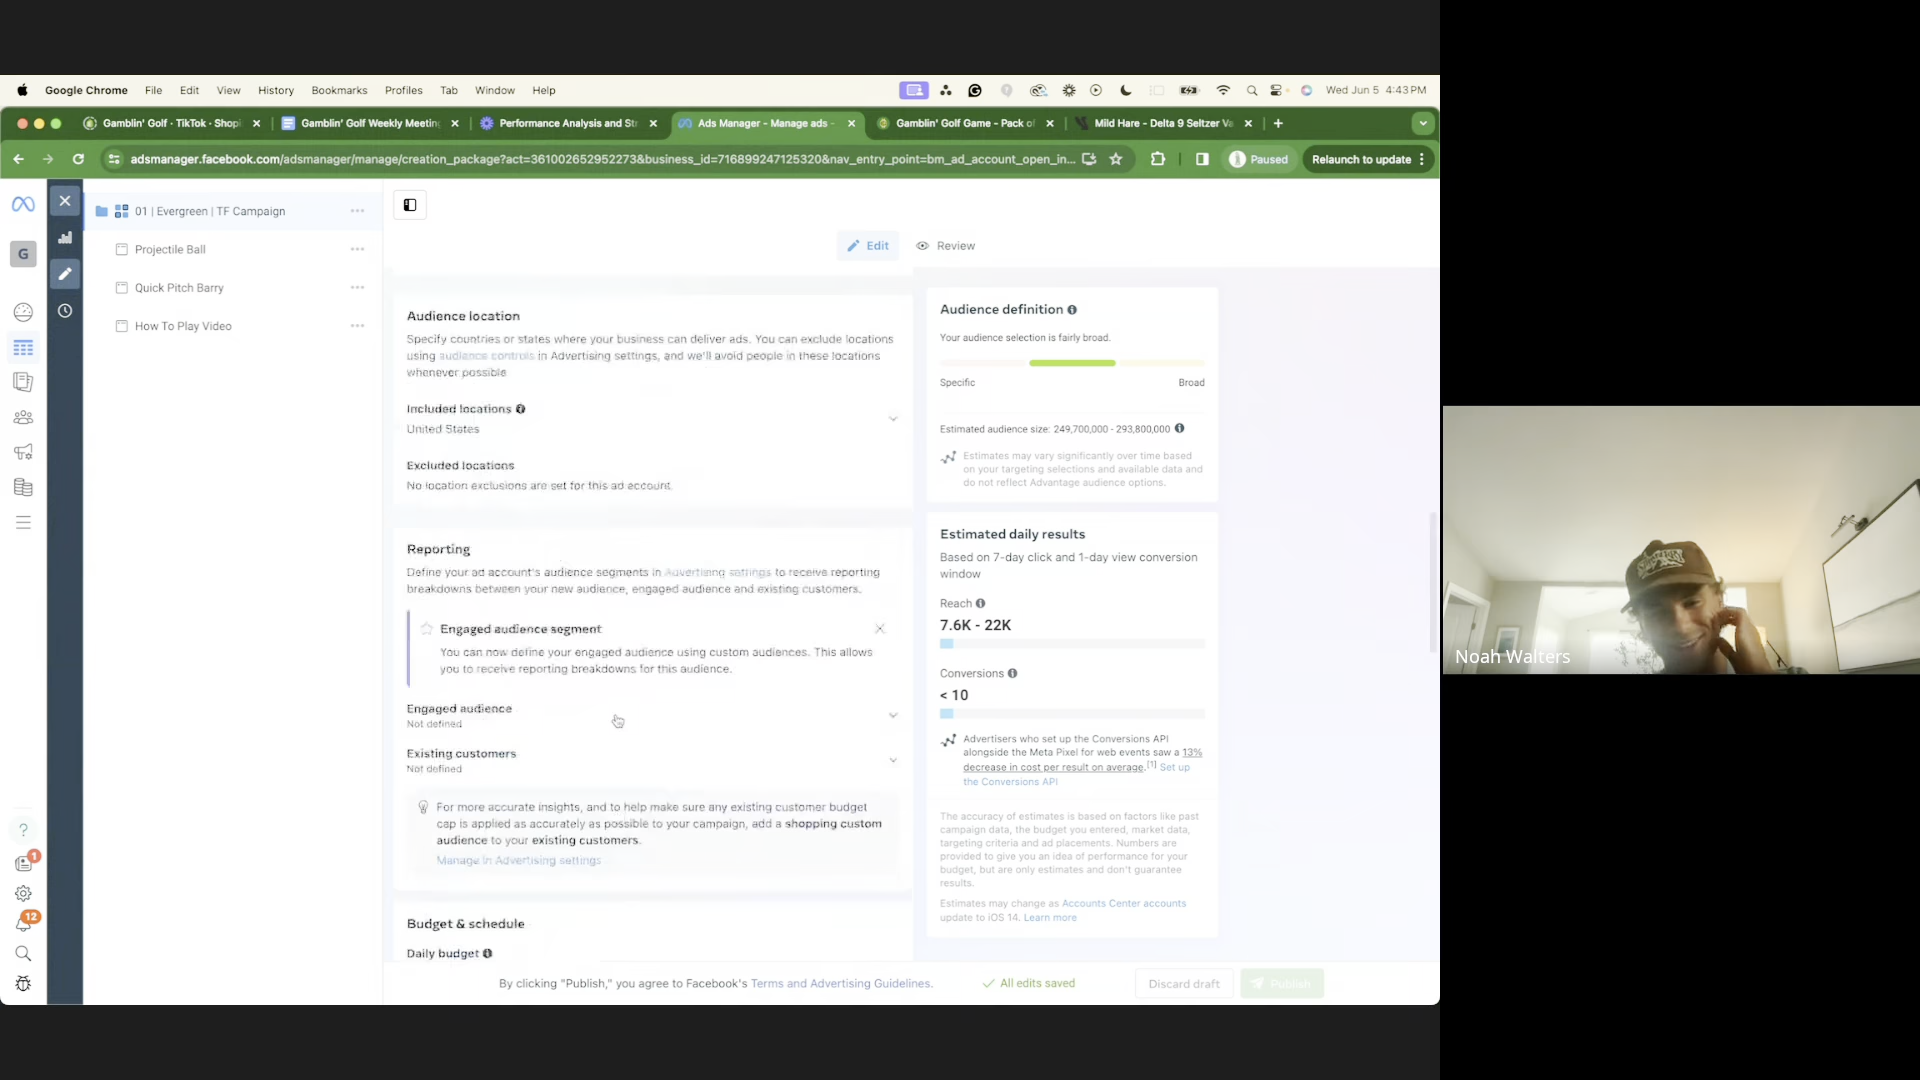 Google Chrome File Edit View History Bookmarks Profiles Tab Window Help Wed Jun 5 4:43PM
Gamblin' Golf · TikTok · Shopi
Gamblin' Golf Weekly Meeting
Performance Analysis and Str
Ads Manager - Manage ads -
Gamblin' Golf Game - Pack of
Mild Hare - Delta 9 Seltzer Va
adsmanager.facebook.com/adsmanager/manage/creation_package?act=361002652952273&business_id=716899247125320&nav_entry_point=bm_ad_account_open_in...
Paused
Relaunch to update
G
01 | Evergreen | TF Campaign
Projectile Ball
Quick Pitch Barry
How To Play Video
?
1
12
Edit
Review
Audience location
Specify countries or states where your business can deliver ads. You can exclude locations
using audience controls in Advertising settings, and we'll avoid people in these locations
whenever possible
Included locations
United States
Excluded locations
No location exclusions are set for this ad account.
Reporting
Define your ad account's audience segments in Advertising settings to receive reporting
breakdowns between your new audience, engaged audience and existing customers.
Engaged audience segment
You can now define your engaged audience using custom audiences. This allows
you to receive reporting breakdowns for this audience.
Engaged audience
Not defined
Existing customers
Not defined
For more accurate insights, and to help make sure any existing customer budget
cap is applied as accurately as possible to your campaign, add a shopping custom
audience to your existing customers.
Manage in Advertising settings
Budget & schedule
Daily budget
Audience definition
Your audience selection is fairly broad.
Specific Broad
Estimated audience size: 249,700,000 - 293,800,000
Estimates may vary significantly over time based
on your targeting selections and available data and
do not reflect Advantage audience options.
Estimated daily results
Based on 7-day click and 1-day view conversion
window
Reach
7.6K - 22K
Conversions
< 10
Advertisers who set up the Conversions API
alongside the Meta Pixel for web events saw a 13%
decrease in cost per result on average.[1] Set up
the Conversions API
The accuracy of estimates is based on factors like past
campaign data, the budget you entered, market data,
targeting criteria and ad placements. Numbers are
provided to give you an idea of performance for your
budget, but are only estimates and don't guarantee
results.
Estimates may change as Accounts Center accounts
update to iOS 14. Learn more
By clicking "Publish," you agree to Facebook's Terms and Advertising Guidelines.
All edits saved
Discard draft
Publish
Noah Walters